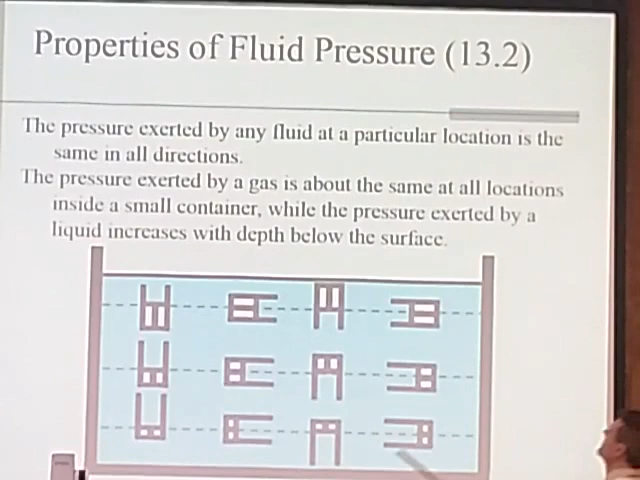 Properties of Fluid Pressure (13.2)
The pressure exerted by any fluid at a particular location is the
same in all directions.
The pressure exerted by a gas is about the same at all locations
inside a small container, while the pressure exerted by a
liquid increases with depth below the surface.